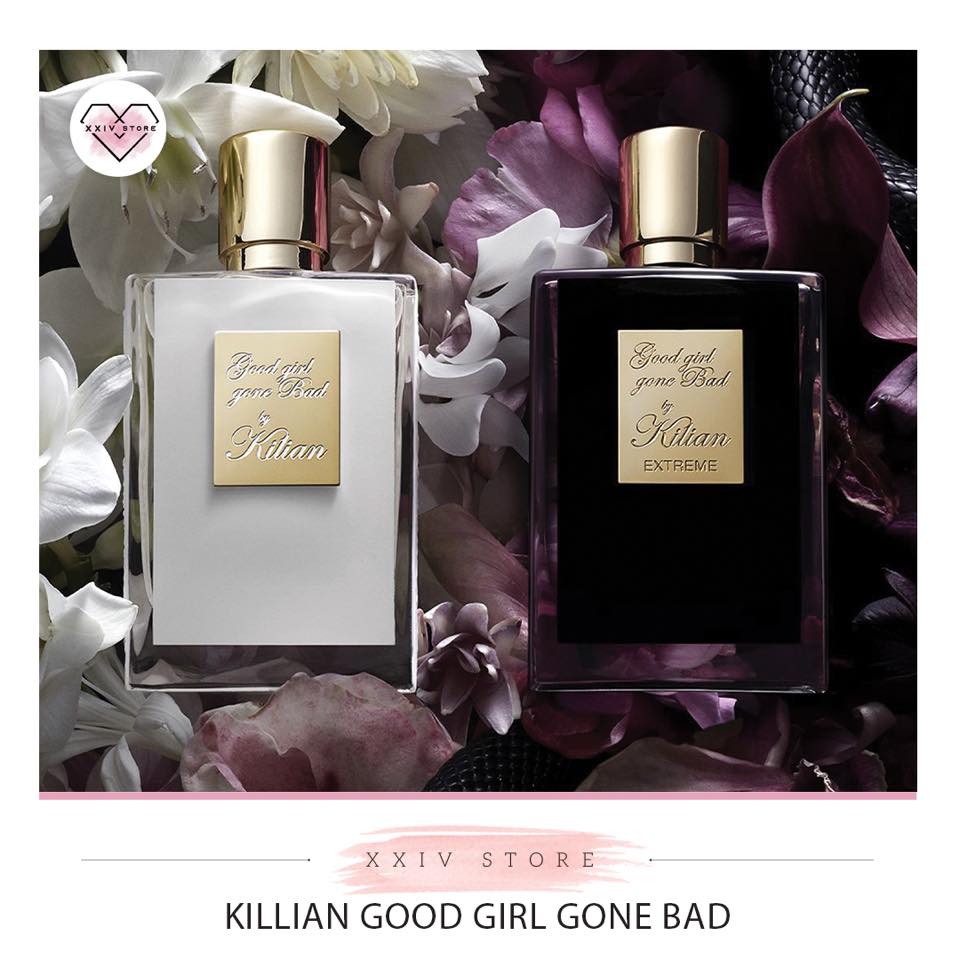 XXIV STORE
Good girl
gone Bad
by
Kilian
Good girl
gone Bad
by
Kilian
EXTREME
XXIV STORE
KILLIAN GOOD GIRL GONE BAD